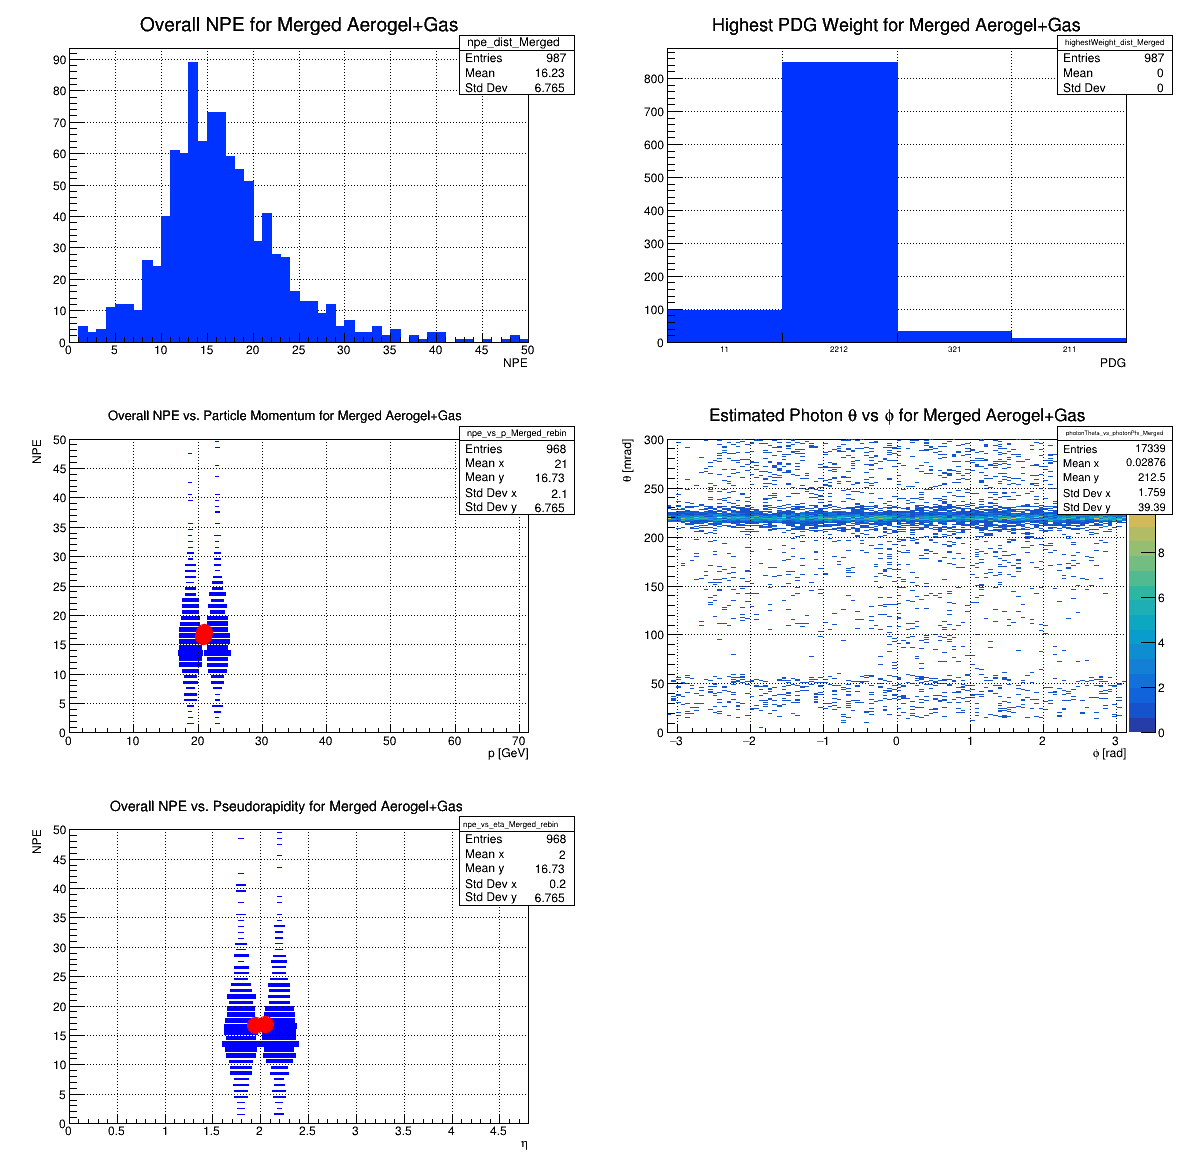 Overall NPE for Merged Aerogel+Gas
npe_dist_Merged
Entries 987
Mean 16.23
Std Dev 6.765
90
80
70
60
50
40
30
20
10
0
0 5 10 15 20 25 30 35 40 45 50
NPE
Highest PDG Weight for Merged Aerogel+Gas
highestWeight_dist_Merged
Entries 987
Mean 0
Std Dev 0
800
700
600
500
400
300
200
100
0
11 2212 321 211
PDG
Overall NPE vs. Particle Momentum for Merged Aerogel+Gas
npe_vs_p_Merged_rebin
Entries 968
Mean x 21
Mean y 16.73
Std Dev x 2.1
Std Dev y 6.765
NPE
50
45
40
35
30
25
20
15
10
5
0
0 10 20 30 40 50 60 70
p [GeV]
Estimated Photon θ vs ϕ for Merged Aerogel+Gas
photonTheta_vs_photonPhi_Merged
Entries 17339
Mean x 0.02876
Mean y 212.5
Std Dev x 1.759
Std Dev y 39.39
θ [mrad]
300
250
200
150
100
50
0
−3 −2 −1 0 1 2 3
ϕ [rad]
8
6
4
2
0
Overall NPE vs. Pseudorapidity for Merged Aerogel+Gas
npe_vs_eta_Merged_rebin
Entries 968
Mean x 2
Mean y 16.73
Std Dev x 0.2
Std Dev y 6.765
NPE
50
45
40
35
30
25
20
15
10
5
0
0 0.5 1 1.5 2 2.5 3 3.5 4 4.5
η